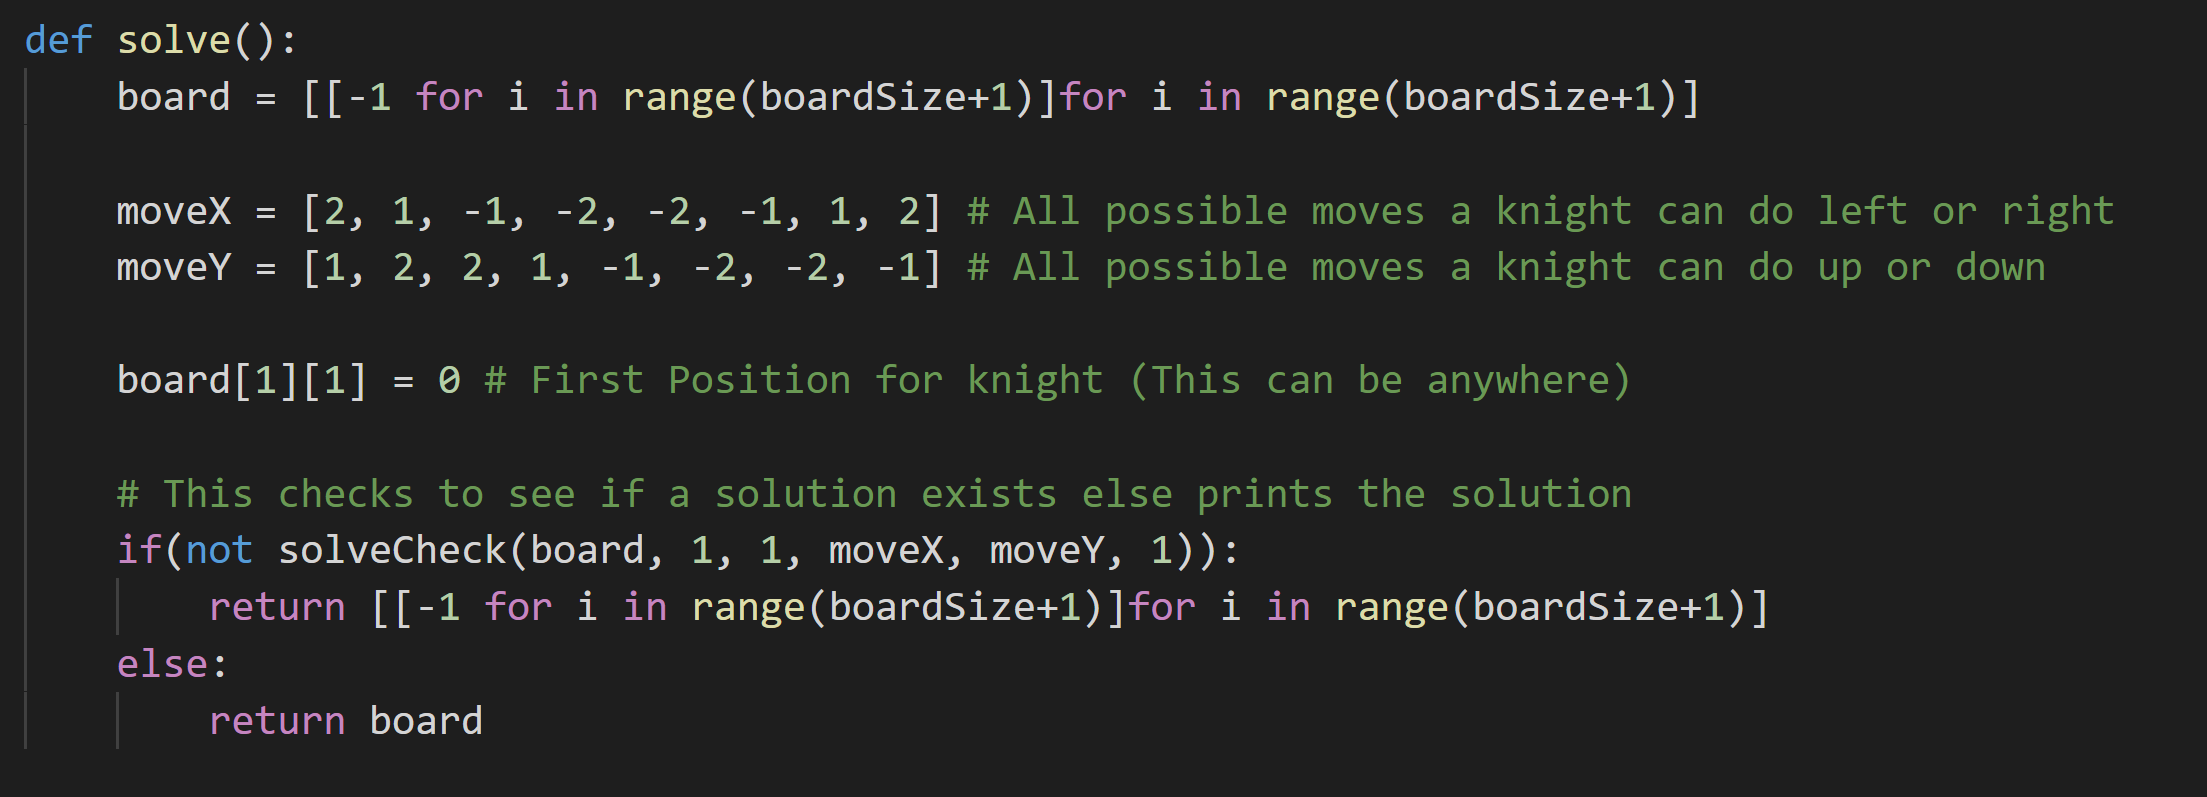 def solve():
    board = [[-1 for i in range(boardSize+1)]for i in range(boardSize+1)]
    moveX = [2, 1, -1, -2, -2, -1, 1, 2] # All possible moves a knight can do left or right
    moveY = [1, 2, 2, 1, -1, -2, -2, -1] # All possible moves a knight can do up or down
    board[1][1] = 0 # First Position for knight (This can be anywhere)
    # This checks to see if a solution exists else prints the solution
    if(not solveCheck(board, 1, 1, moveX, moveY, 1)):
        return [[-1 for i in range(boardSize+1)]for i in range(boardSize+1)]
    else:
        return board